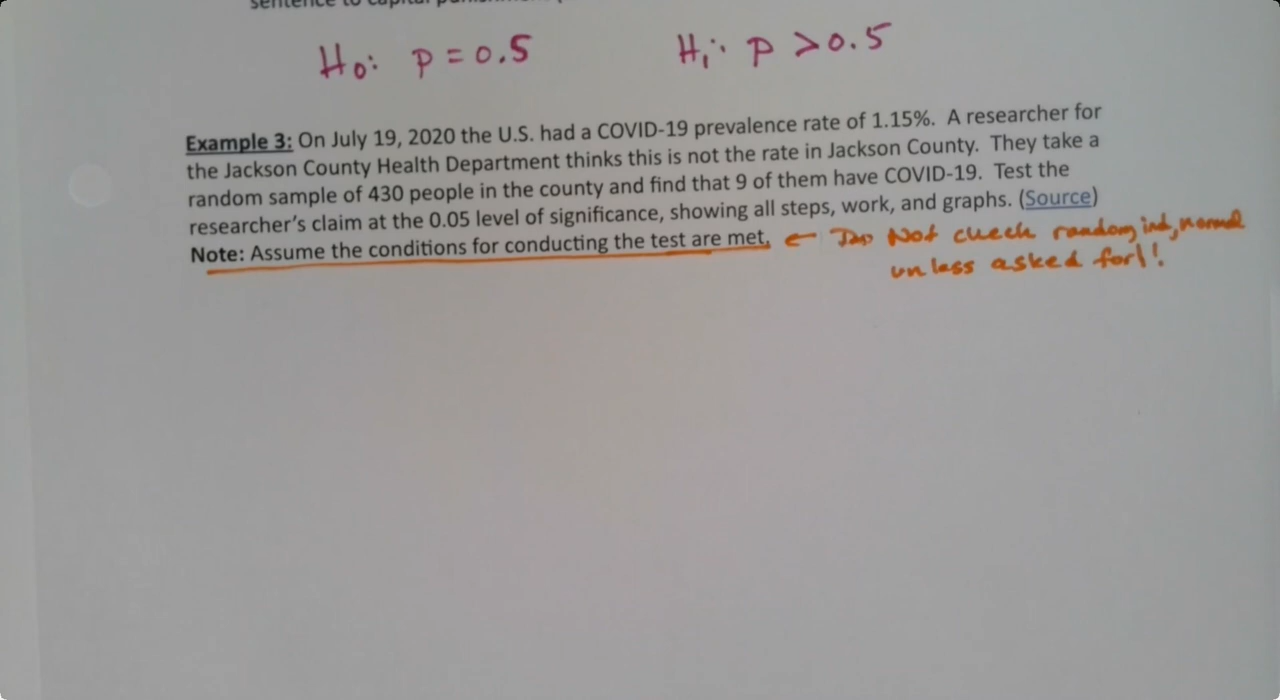 sentence to capital punishment
H₀: p = 0.5 H₁: p > 0.5
Example 3: On July 19, 2020 the U.S. had a COVID-19 prevalence rate of 1.15%. A researcher for
the Jackson County Health Department thinks this is not the rate in Jackson County. They take a
random sample of 430 people in the county and find that 9 of them have COVID-19. Test the
researcher's claim at the 0.05 level of significance, showing all steps, work, and graphs. (Source)
Note: Assume the conditions for conducting the test are met. ← Do Not check random, ind, normal
unless asked for!!